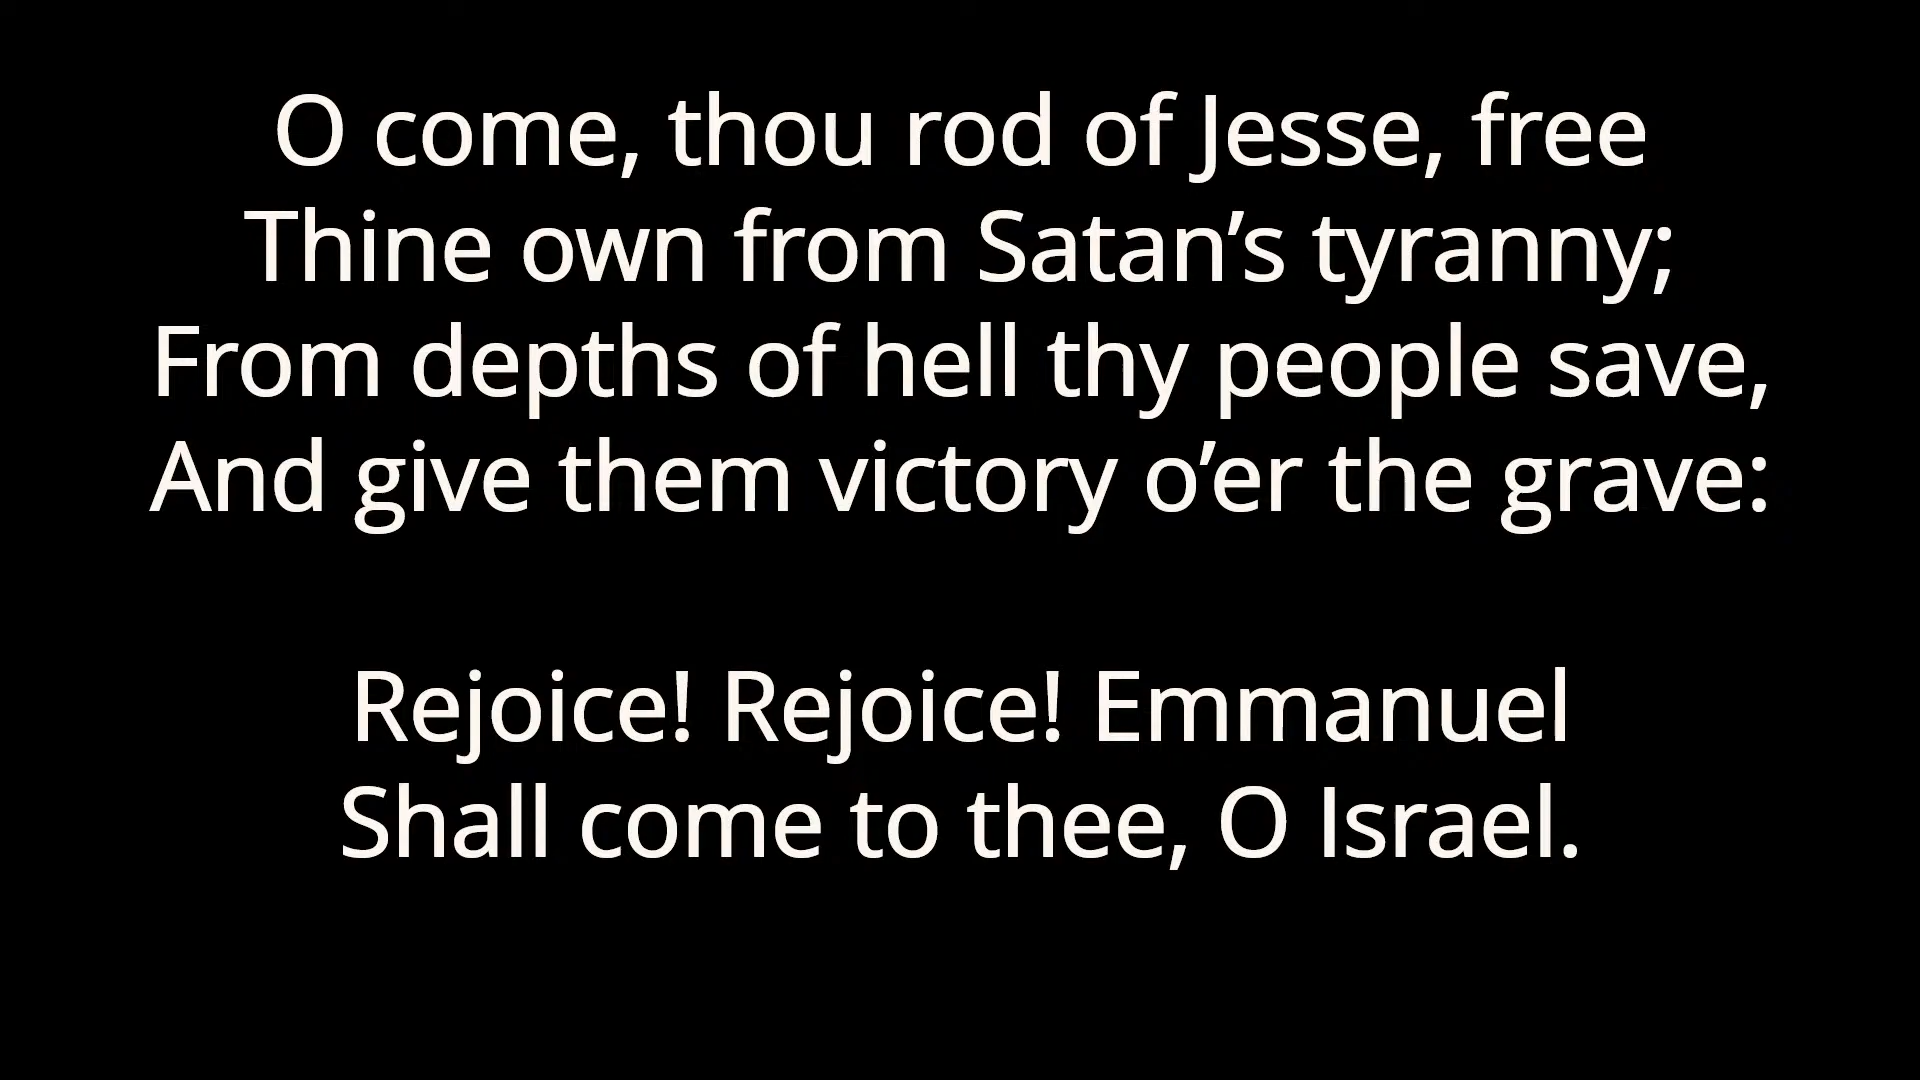 O come, thou rod of Jesse, free
Thine own from Satan’s tyranny;
From depths of hell thy people save,
And give them victory o’er the grave:
Rejoice! Rejoice! Emmanuel
Shall come to thee, O Israel.